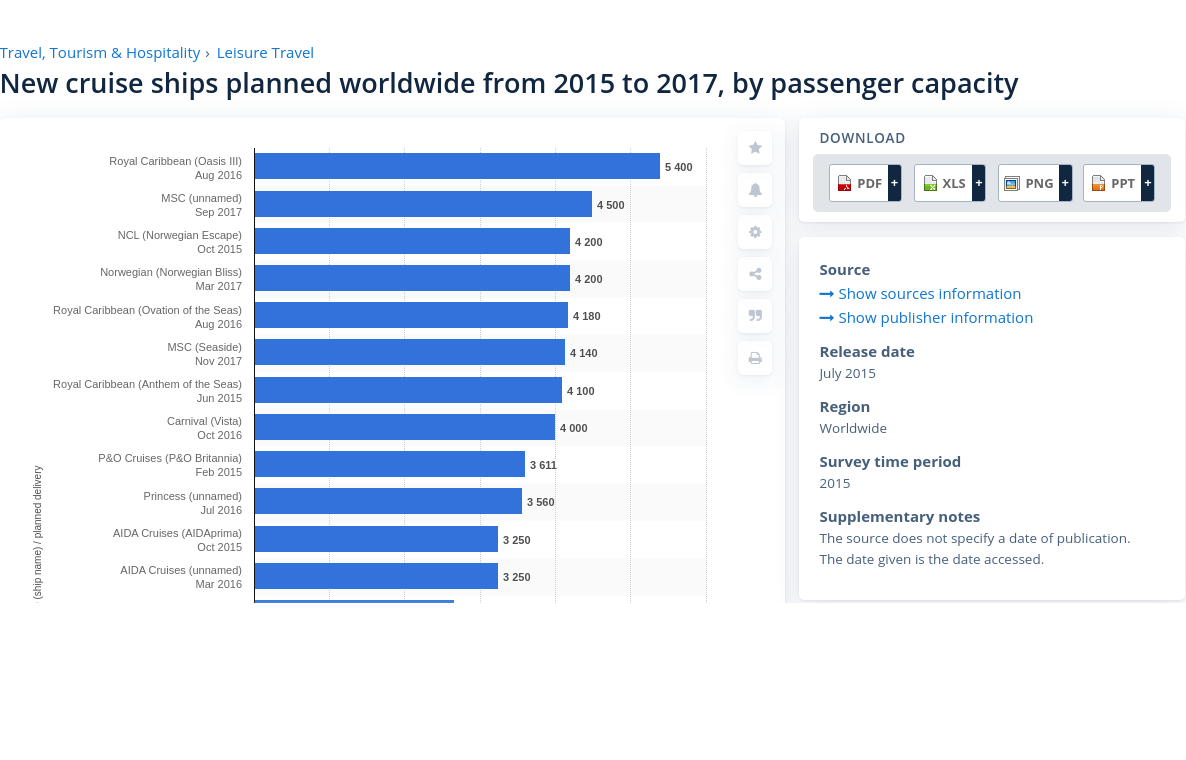 Travel, Tourism & Hospitality › Leisure Travel
New cruise ships planned worldwide from 2015 to 2017, by passenger capacity
Royal Caribbean (Oasis III)
Aug 2016
5 400
MSC (unnamed)
Sep 2017
4 500
NCL (Norwegian Escape)
Oct 2015
4 200
Norwegian (Norwegian Bliss)
Mar 2017
4 200
Royal Caribbean (Ovation of the Seas)
Aug 2016
4 180
MSC (Seaside)
Nov 2017
4 140
Royal Caribbean (Anthem of the Seas)
Jun 2015
4 100
Carnival (Vista)
Oct 2016
4 000
P&O Cruises (P&O Britannia)
Feb 2015
3 611
Princess (unnamed)
Jul 2016
3 560
AIDA Cruises (AIDAprima)
Oct 2015
3 250
AIDA Cruises (unnamed)
Mar 2016
3 250
(ship name) / planned delivery
DOWNLOAD
PDF + XLS + PNG + PPT +
Source
Show sources information
Show publisher information
Release date
July 2015
Region
Worldwide
Survey time period
2015
Supplementary notes
The source does not specify a date of publication.
The date given is the date accessed.